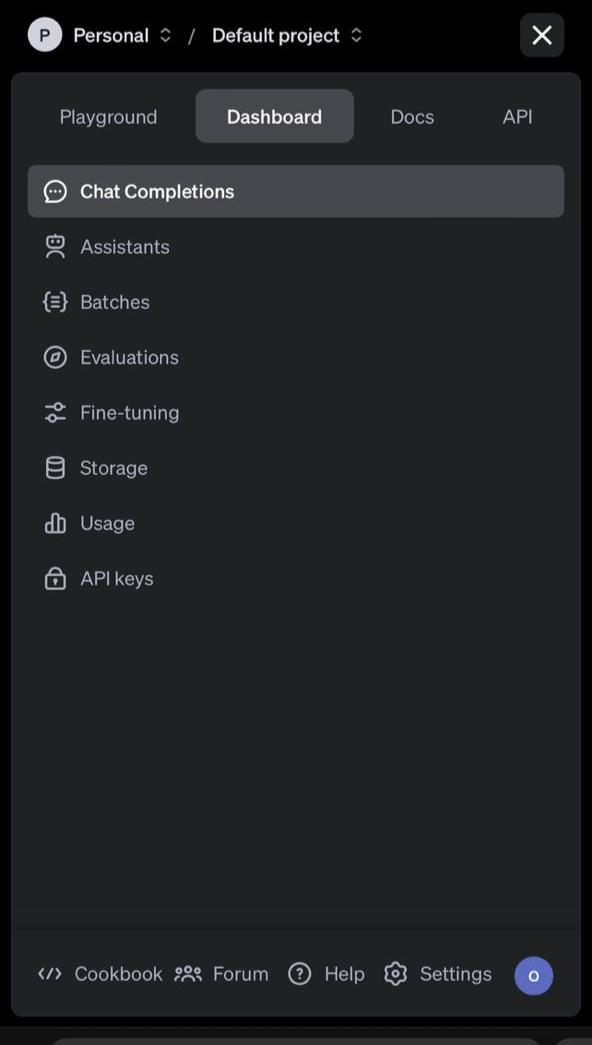 P Personal / Default project
Playground Dashboard Docs API
Chat Completions
Assistants
Batches
Evaluations
Fine-tuning
Storage
Usage
API keys
Cookbook Forum Help Settings O